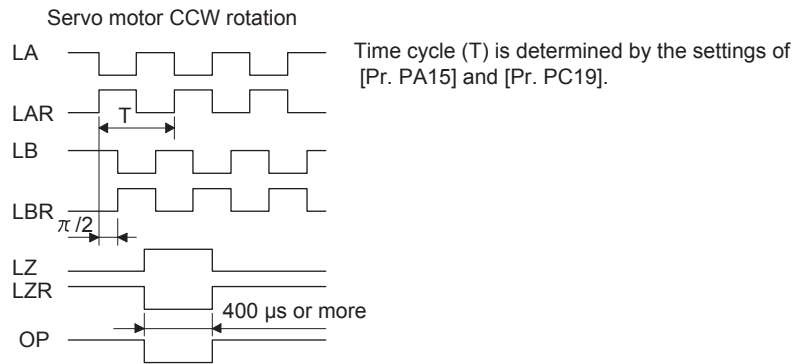 Servo motor CCW rotation
LA
Time cycle (T) is determined by the settings of
[Pr. PA15] and [Pr. PC19].
LAR
T
LB
LBR
π/2
LZ
LZR
400 μs or more
OP